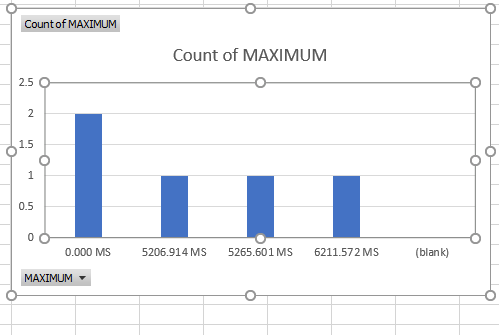 Count of MAXIMUM
Count of MAXIMUM
2.5
2
1.5
1
0.5
0
0.000 MS 5206.914 MS 5265.601 MS 6211.572 MS (blank)
MAXIMUM